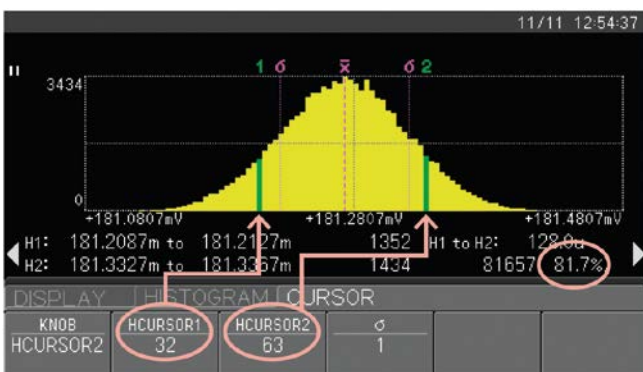 11/11 12:54:37
1 σ x̄ σ 2
3434
0
+181.0807mV +181.2807mV +181.4807mV
H1: 181.2087m to 181.2127m 1352 H1 to H2: 128.0u
H2: 181.3327m to 181.3367m 1434 81657 81.7%
DISPLAY HISTOGRAM CURSOR
KNOB HCURSOR1 HCURSOR2 σ
HCURSOR2 32 63 1